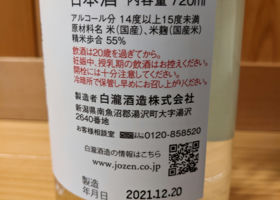 日本酒 内容量 720ml
アルコール分 14度以上15度未満
原材料名 米(国産)、米麹(国産米)
精米歩合 55%
飲酒は20歳を過ぎてから。
妊娠中、授乳期の飲酒はお控えください。
開栓には十分注意してください。
冷暗所で保管し早めにお召し上がりください。
製造者 白瀧酒造株式会社
新潟県南魚沼郡湯沢町大字湯沢
2640番地
お客様相談室 0120-858520
白瀧酒造の情報はこちら
www.jozen.co.jp
製造
年月日 2021.12.20